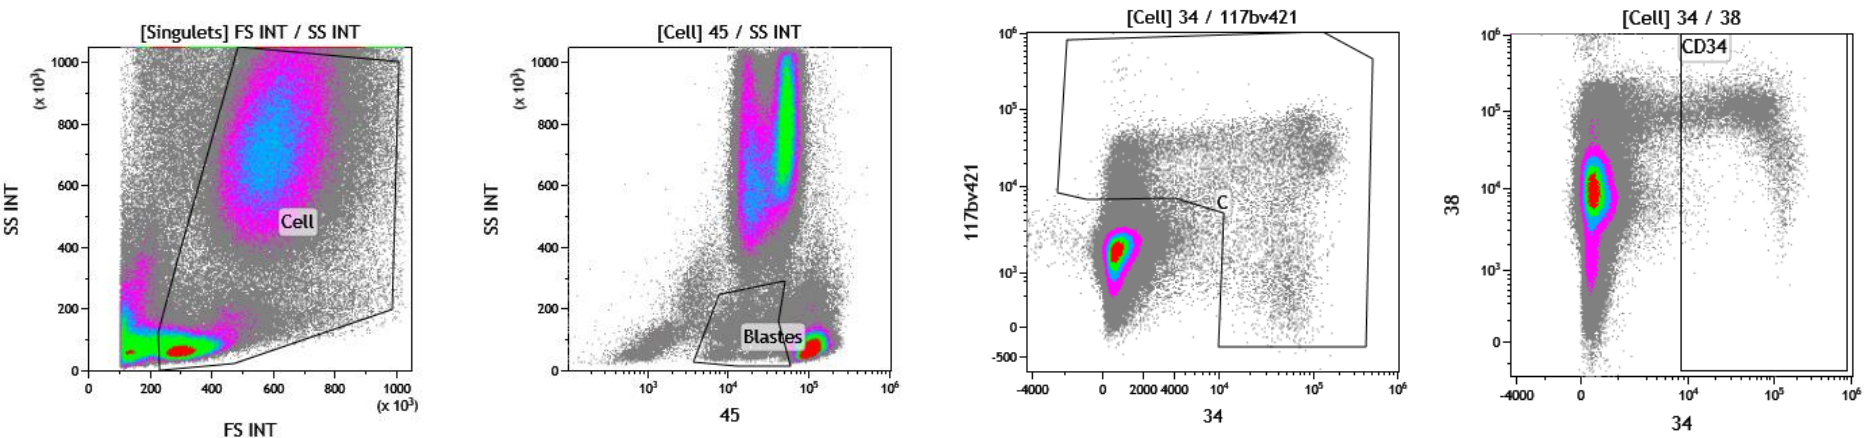 [Singulets] FS INT / SS INT
1000
800
600
400
200
0
(x 10³)
SS INT
Cell
0 200 400 600 800 1000
(x 10³)
FS INT
[Cell] 45 / SS INT
1000
800
600
400
200
0
(x 10³)
SS INT
Blastes
10³ 10⁴ 10⁵ 10⁶
45
[Cell] 34 / 117bv421
10⁶
10⁵
10⁴
10³
0
-500
117bv421
C
-4000 0 2000 4000 10⁴ 10⁵ 10⁶
34
[Cell] 34 / 38
10⁶
10⁵
10⁴
10³
0
38
CD34
-4000 0 10⁴ 10⁵ 10⁶
34